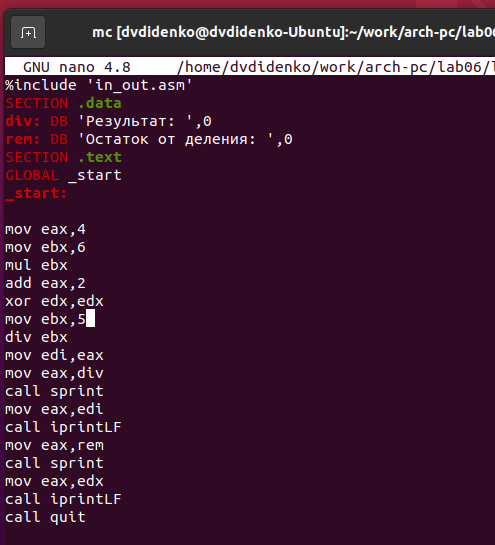 mc [dvdidenko@dvdidenko-Ubuntu]:~/work/arch-pc/lab06
GNU nano 4.8 /home/dvdidenko/work/arch-pc/lab06/l
%include 'in_out.asm'
SECTION .data
div: DB 'Результат: ',0
rem: DB 'Остаток от деления: ',0
SECTION .text
GLOBAL _start
_start:
mov eax,4
mov ebx,6
mul ebx
add eax,2
xor edx,edx
mov ebx,5
div ebx
mov edi,eax
mov eax,div
call sprint
mov eax,edi
call iprintLF
mov eax,rem
call sprint
mov eax,edx
call iprintLF
call quit